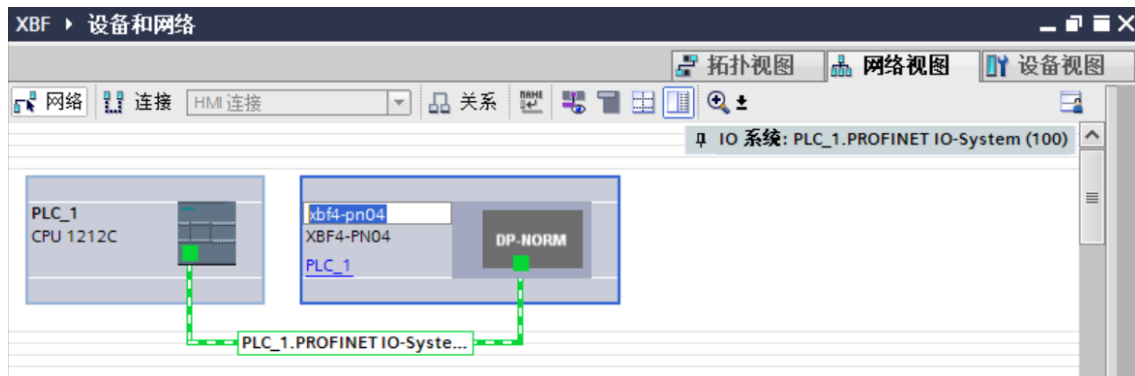 XBF ▸ 设备和网络
拓扑视图 网络视图 设备视图
网络 连接 HMI 连接 关系
IO 系统: PLC_1.PROFINET IO-System (100)
PLC_1
CPU 1212C
xbf4-pn04
XBF4-PN04
PLC_1
DP-NORM
PLC_1.PROFINET IO-Syste...